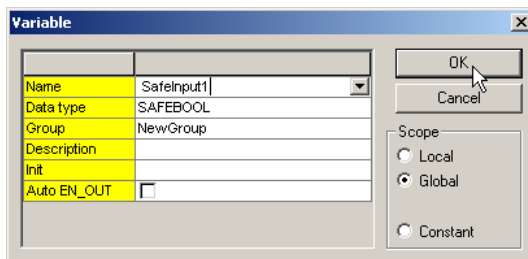 Variable
Name SafeInput1
Data type SAFEBOOL
Group NewGroup
Description
Init
Auto EN_OUT
OK
Cancel
Scope
Local
Global
Constant